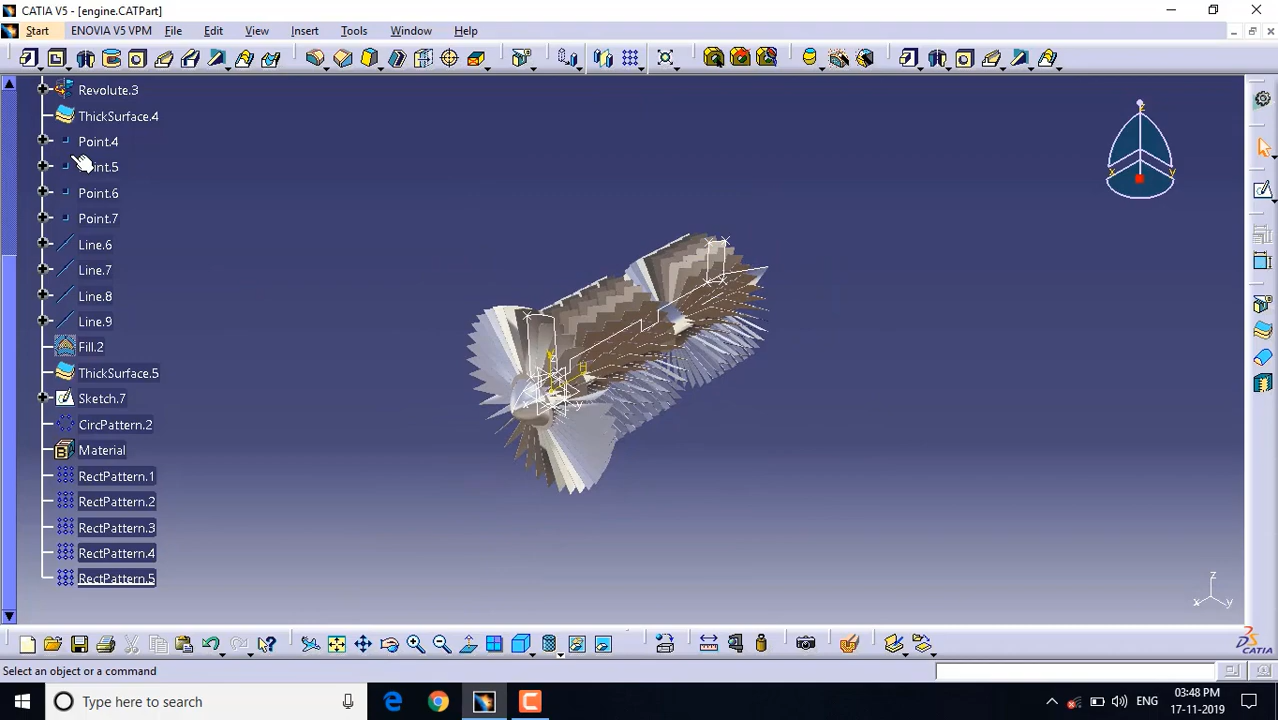 CATIA V5 - [engine.CATPart]
Start ENOVIA V5 VPM File Edit View Insert Tools Window Help
Revolute.3
ThickSurface.4
Point.4
int.5
Point.6
Point.7
Line.6
Line.7
Line.8
Line.9
Fill.2
ThickSurface.5
Sketch.7
CircPattern.2
Material
RectPattern.1
RectPattern.2
RectPattern.3
RectPattern.4
RectPattern.5
z
x y
H
x y
z
x y
CATIA
Select an object or a command
Type here to search
ENG
03:48 PM
17-11-2019